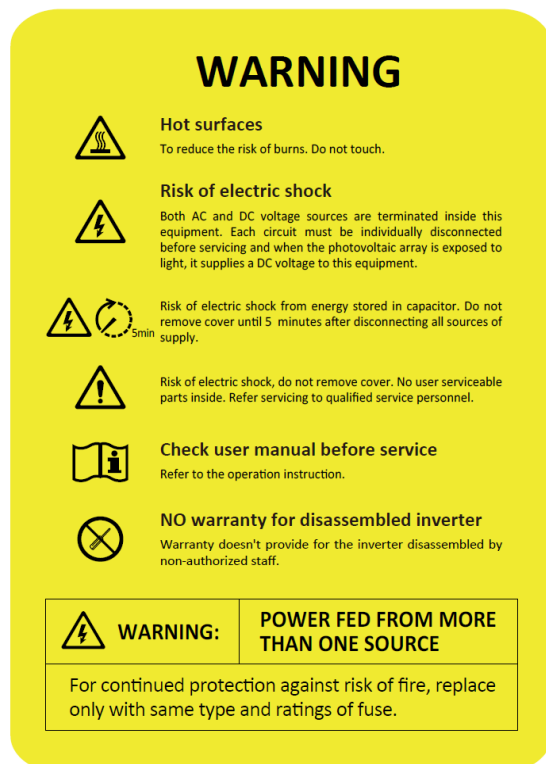 WARNING
Hot surfaces
To reduce the risk of burns. Do not touch.
Risk of electric shock
Both AC and DC voltage sources are terminated inside this
equipment. Each circuit must be individually disconnected
before servicing and when the photovoltaic array is exposed to
light, it supplies a DC voltage to this equipment.
Risk of electric shock from energy stored in capacitor. Do not
remove cover until 5 minutes after disconnecting all sources of
5min supply.
Risk of electric shock, do not remove cover. No user serviceable
parts inside. Refer servicing to qualified service personnel.
Check user manual before service
Refer to the operation instruction.
NO warranty for disassembled inverter
Warranty doesn't provide for the inverter disassembled by
non-authorized staff.
WARNING:
POWER FED FROM MORE
THAN ONE SOURCE
For continued protection against risk of fire, replace
only with same type and ratings of fuse.